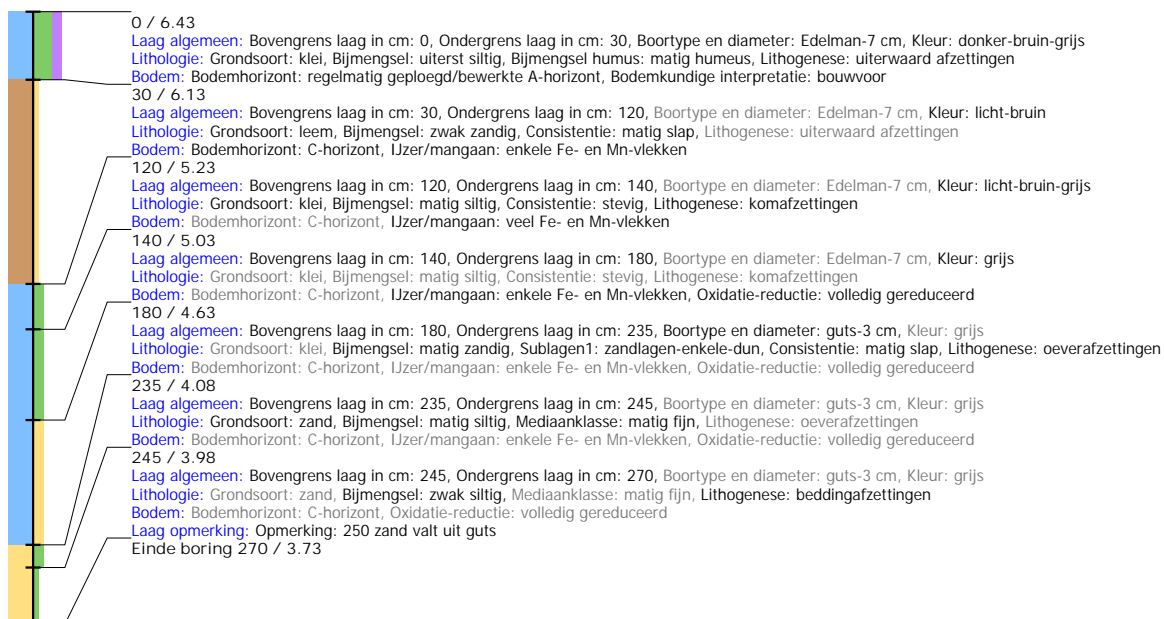 0 / 6.43
Laag algemeen: Bovengrens laag in cm: 0, Ondergrens laag in cm: 30, Boortype en diameter: Edelman-7 cm, Kleur: donker-bruin-grijs
Lithologie: Grondsoort: klei, Bijmengsel: uiterst siltig, Bijmengsel humus: matig humeus, Lithogenese: uiterwaard afzettingen
Bodem: Bodemhorizont: regelmatig geploegd/bewerkte A-horizont, Bodemkundige interpretatie: bouwvoor
30 / 6.13
Laag algemeen: Bovengrens laag in cm: 30, Ondergrens laag in cm: 120, Boortype en diameter: Edelman-7 cm, Kleur: licht-bruin
Lithologie: Grondsoort: leem, Bijmengsel: zwak zandig, Consistentie: matig slap, Lithogenese: uiterwaard afzettingen
Bodem: Bodemhorizont: C-horizont, IJzer/mangaan: enkele Fe- en Mn-vlekken
120 / 5.23
Laag algemeen: Bovengrens laag in cm: 120, Ondergrens laag in cm: 140, Boortype en diameter: Edelman-7 cm, Kleur: licht-bruin-grijs
Lithologie: Grondsoort: klei, Bijmengsel: matig siltig, Consistentie: stevig, Lithogenese: komafzettingen
Bodem: Bodemhorizont: C-horizont, IJzer/mangaan: veel Fe- en Mn-vlekken
140 / 5.03
Laag algemeen: Bovengrens laag in cm: 140, Ondergrens laag in cm: 180, Boortype en diameter: Edelman-7 cm, Kleur: grijs
Lithologie: Grondsoort: klei, Bijmengsel: matig siltig, Consistentie: stevig, Lithogenese: komafzettingen
Bodem: Bodemhorizont: C-horizont, IJzer/mangaan: enkele Fe- en Mn-vlekken, Oxidatie-reductie: volledig gereduceerd
180 / 4.63
Laag algemeen: Bovengrens laag in cm: 180, Ondergrens laag in cm: 235, Boortype en diameter: guts-3 cm, Kleur: grijs
Lithologie: Grondsoort: klei, Bijmengsel: matig zandig, Sublagen1: zandlagen-enkele-dun, Consistentie: matig slap, Lithogenese: oeverafzettingen
Bodem: Bodemhorizont: C-horizont, IJzer/mangaan: enkele Fe- en Mn-vlekken, Oxidatie-reductie: volledig gereduceerd
235 / 4.08
Laag algemeen: Bovengrens laag in cm: 235, Ondergrens laag in cm: 245, Boortype en diameter: guts-3 cm, Kleur: grijs
Lithologie: Grondsoort: zand, Bijmengsel: matig siltig, Mediaanklasse: matig fijn, Lithogenese: oeverafzettingen
Bodem: Bodemhorizont: C-horizont, IJzer/mangaan: enkele Fe- en Mn-vlekken, Oxidatie-reductie: volledig gereduceerd
245 / 3.98
Laag algemeen: Bovengrens laag in cm: 245, Ondergrens laag in cm: 270, Boortype en diameter: guts-3 cm, Kleur: grijs
Lithologie: Grondsoort: zand, Bijmengsel: zwak siltig, Mediaanklasse: matig fijn, Lithogenese: beddingafzettingen
Bodem: Bodemhorizont: C-horizont, Oxidatie-reductie: volledig gereduceerd
Laag opmerking: Opmerking: 250 zand valt uit guts
Einde boring 270 / 3.73